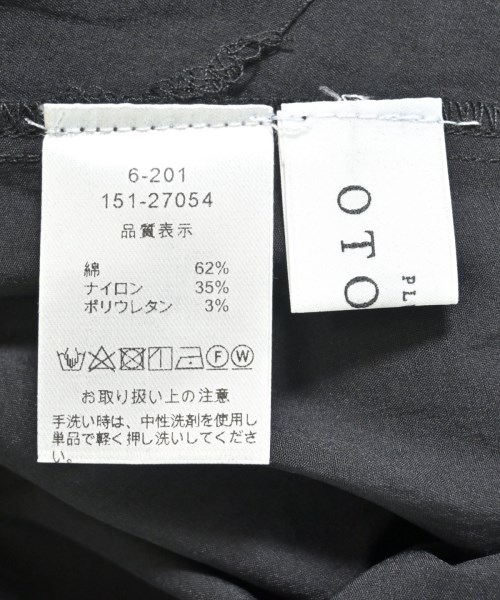 6-201
151-27054
品質表示
綿 62%
ナイロン 35%
ポリウレタン 3%
F W
お取り扱い上の注意
手洗い時は、中性洗剤を使用し
単品で軽く押し洗いしてくださ
い。
OTO
PL